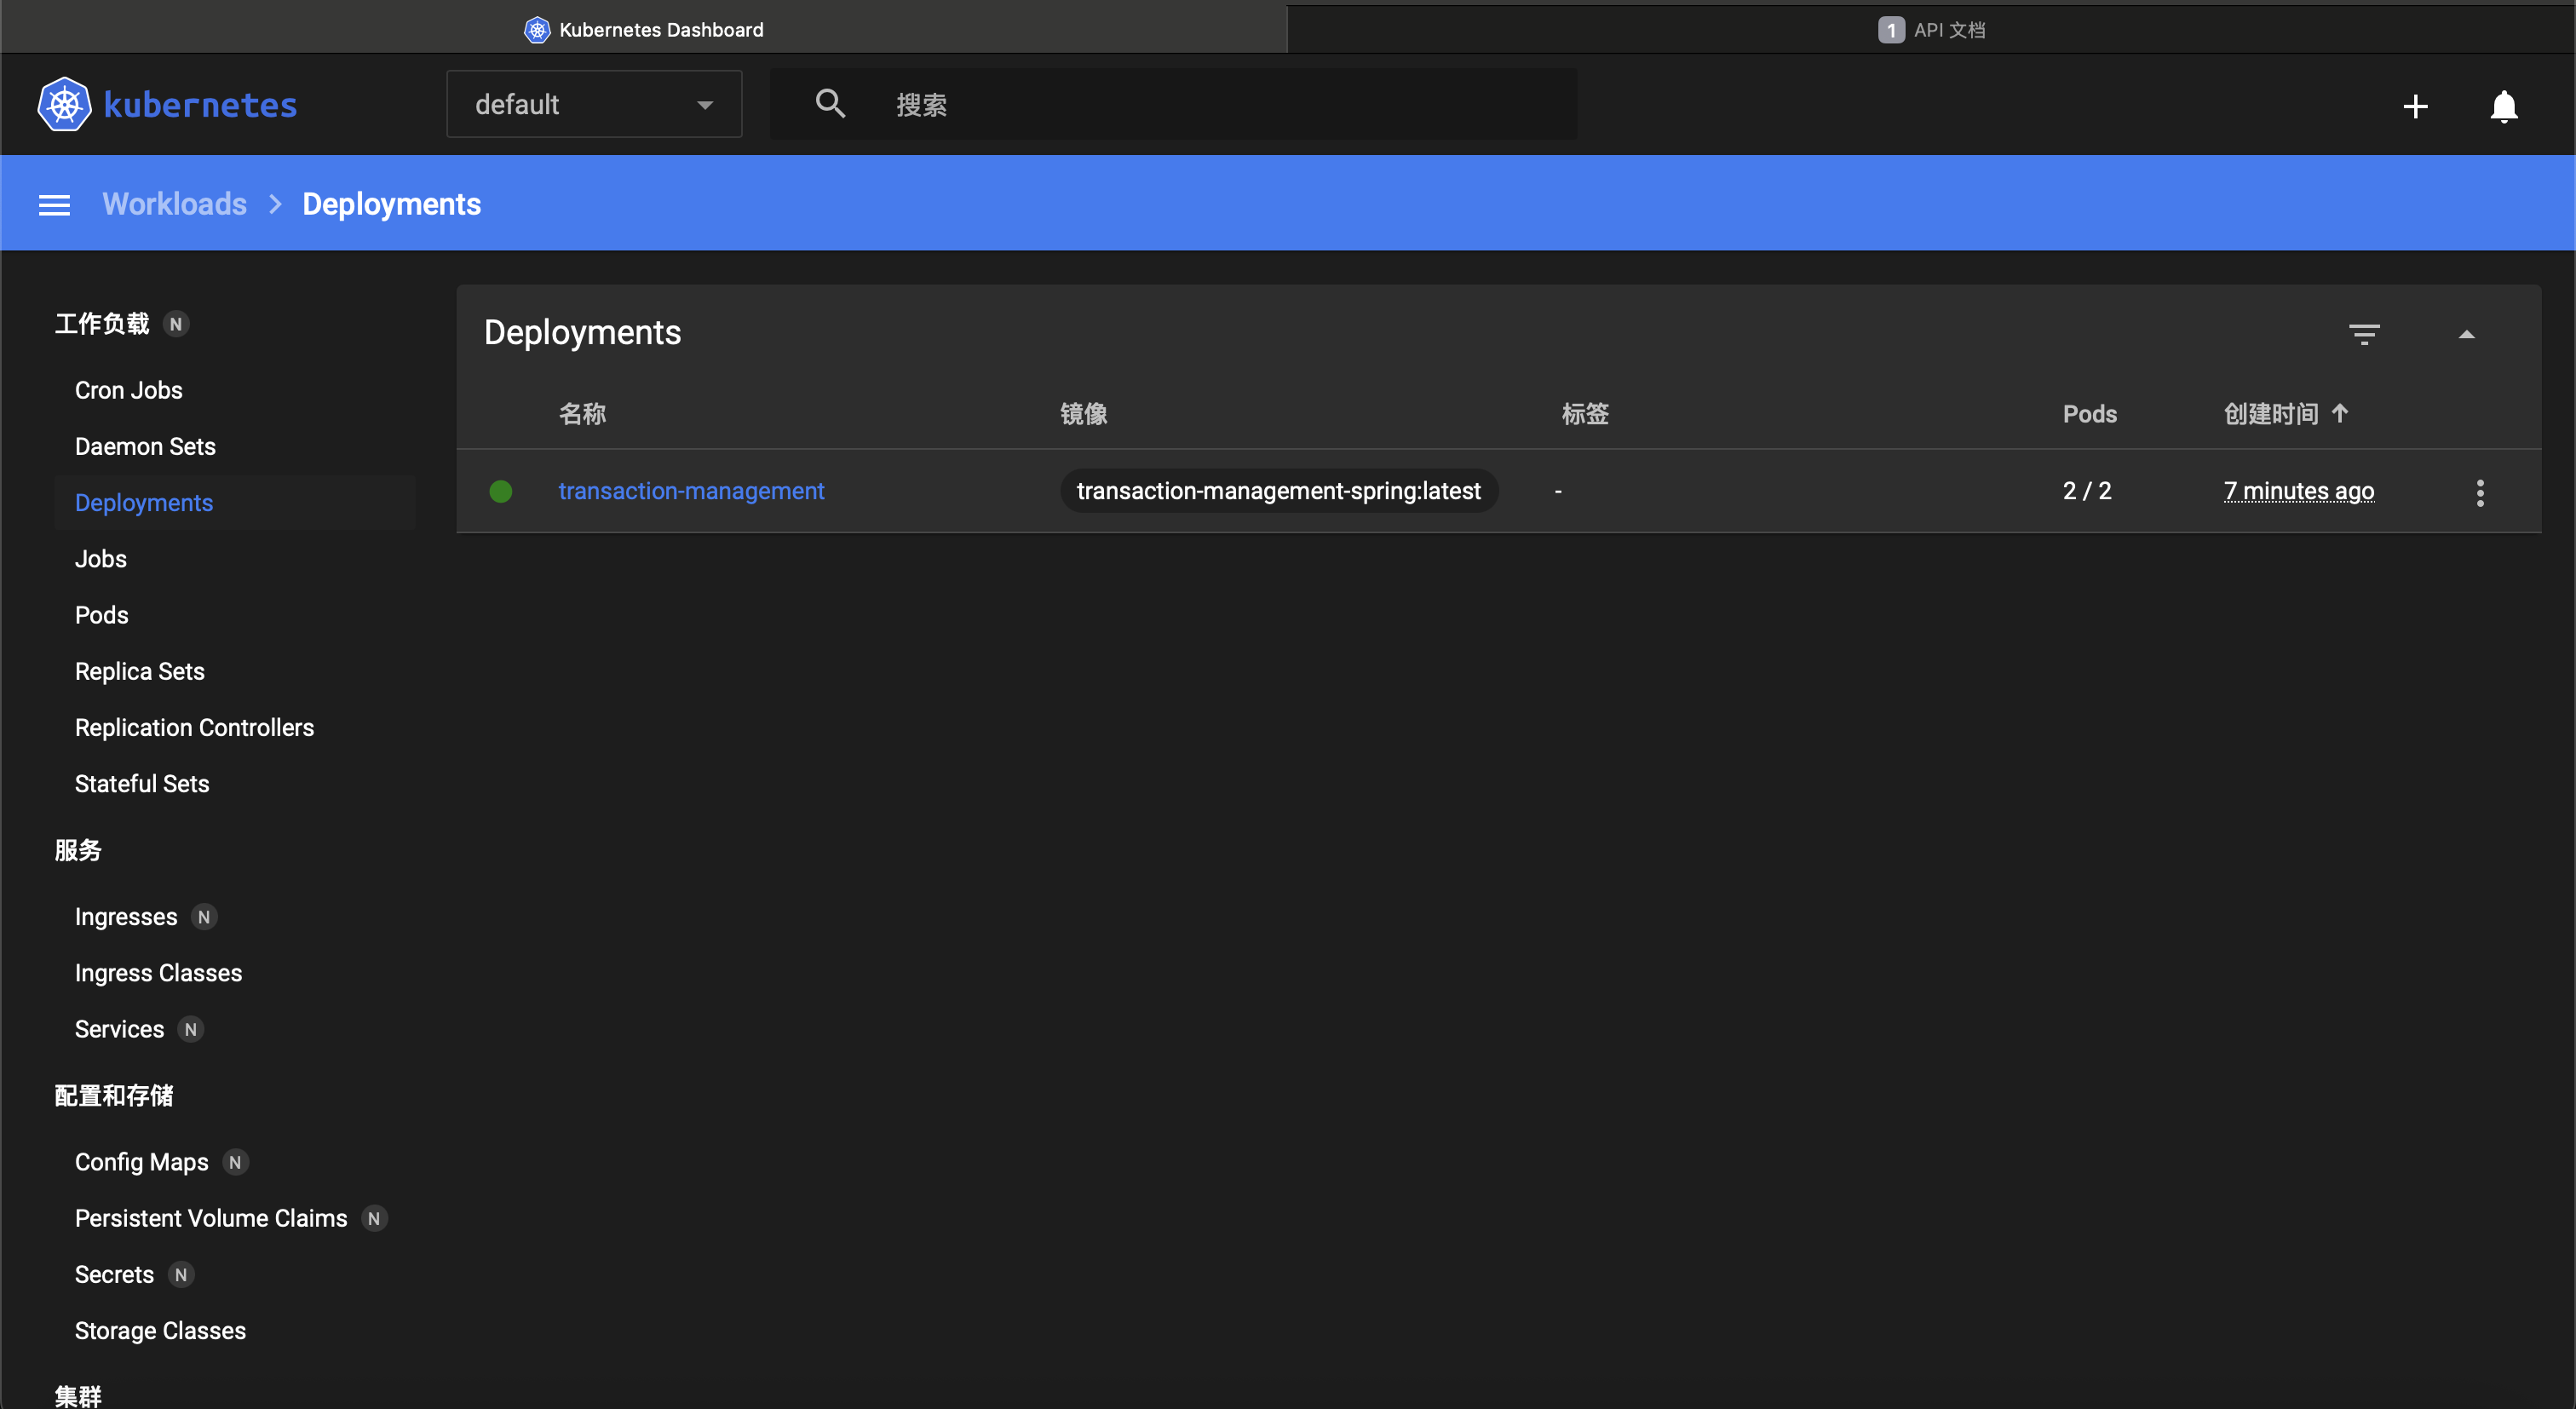 Kubernetes Dashboard
1 API 文档
kubernetes
default
搜索
Workloads Deployments
工作负载 N
Cron Jobs
Daemon Sets
Deployments
Jobs
Pods
Replica Sets
Replication Controllers
Stateful Sets
服务
Ingresses N
Ingress Classes
Services N
配置和存储
Config Maps N
Persistent Volume Claims N
Secrets N
Storage Classes
集群
Deployments
名称 镜像 标签 Pods 创建时间
transaction-management transaction-management-spring:latest - 2 / 2 7 minutes ago